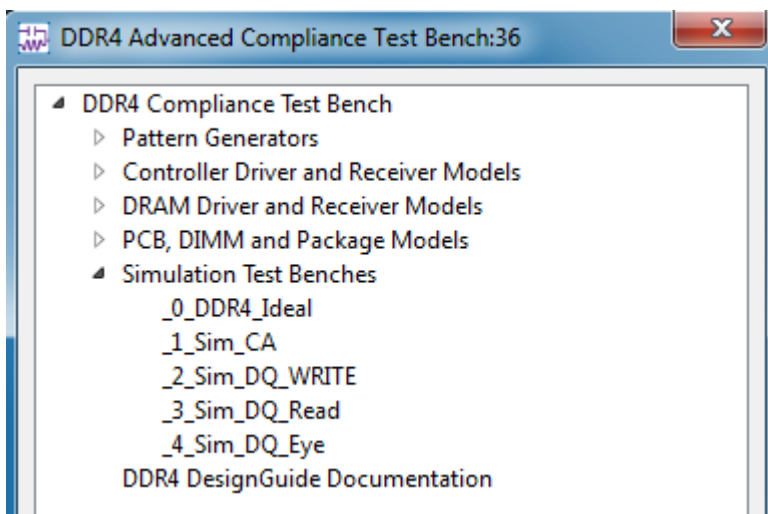 DDR4 Advanced Compliance Test Bench:36
DDR4 Compliance Test Bench
Pattern Generators
Controller Driver and Receiver Models
DRAM Driver and Receiver Models
PCB, DIMM and Package Models
Simulation Test Benches
_0_DDR4_Ideal
_1_Sim_CA
_2_Sim_DQ_WRITE
_3_Sim_DQ_Read
_4_Sim_DQ_Eye
DDR4 DesignGuide Documentation